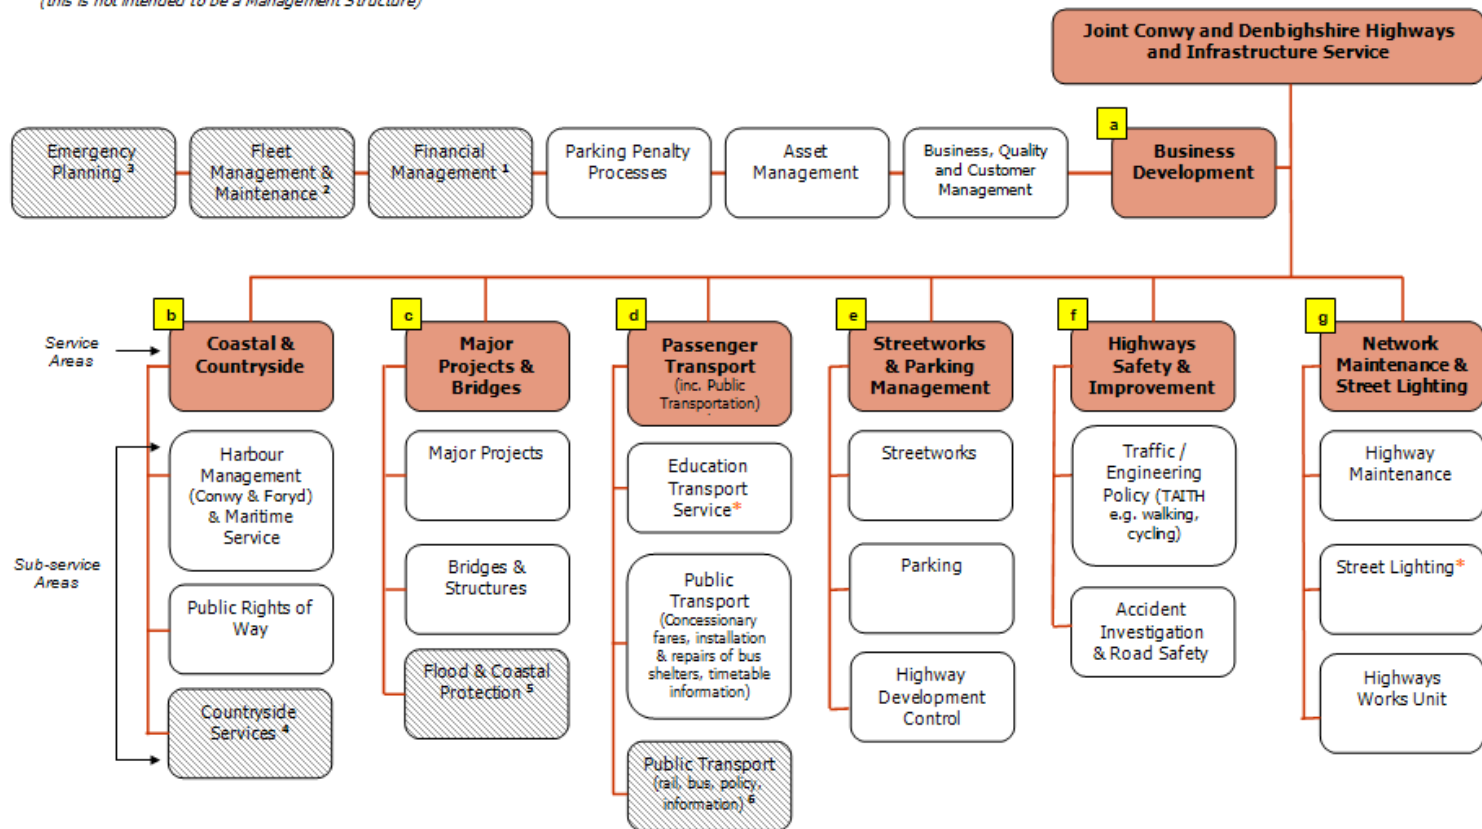 (this is not intended to be a Management Structure)
Joint Conwy and Denbighshire Highways
and Infrastructure Service
Emergency
Planning 3
Fleet
Management &
Maintenance 2
Financial
Management 1
Parking Penalty
Processes
Asset
Management
Business, Quality
and Customer
Management
a
Business
Development
Service
Areas
b
Coastal &
Countryside
c
Major
Projects &
Bridges
d
Passenger
Transport
(inc. Public
Transportation)
e
Streetworks
& Parking
Management
f
Highways
Safety &
Improvement
g
Network
Maintenance &
Street Lighting
Sub-service
Areas
Harbour
Management
(Conwy & Foryd)
& Maritime
Service
Public Rights of
Way
Countryside
Services 4
Major Projects
Bridges &
Structures
Flood & Coastal
Protection 5
Education
Transport
Service*
Public
Transport
(Concessionary
fares, installation
& repairs of bus
shelters, timetable
information)
Public Transport
(rail, bus, policy,
information) 6
Streetworks
Parking
Highway
Development
Control
Traffic /
Engineering
Policy (TAITH
e.g. walking,
cycling)
Accident
Investigation
& Road Safety
Highway
Maintenance
Street Lighting*
Highways
Works Unit